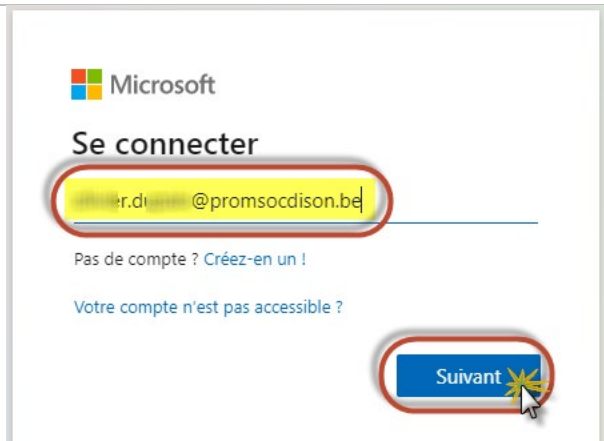 Microsoft
Se connecter
@promsocdison.be
Pas de compte ? Créez-en un !
Votre compte n'est pas accessible ?
Suivant